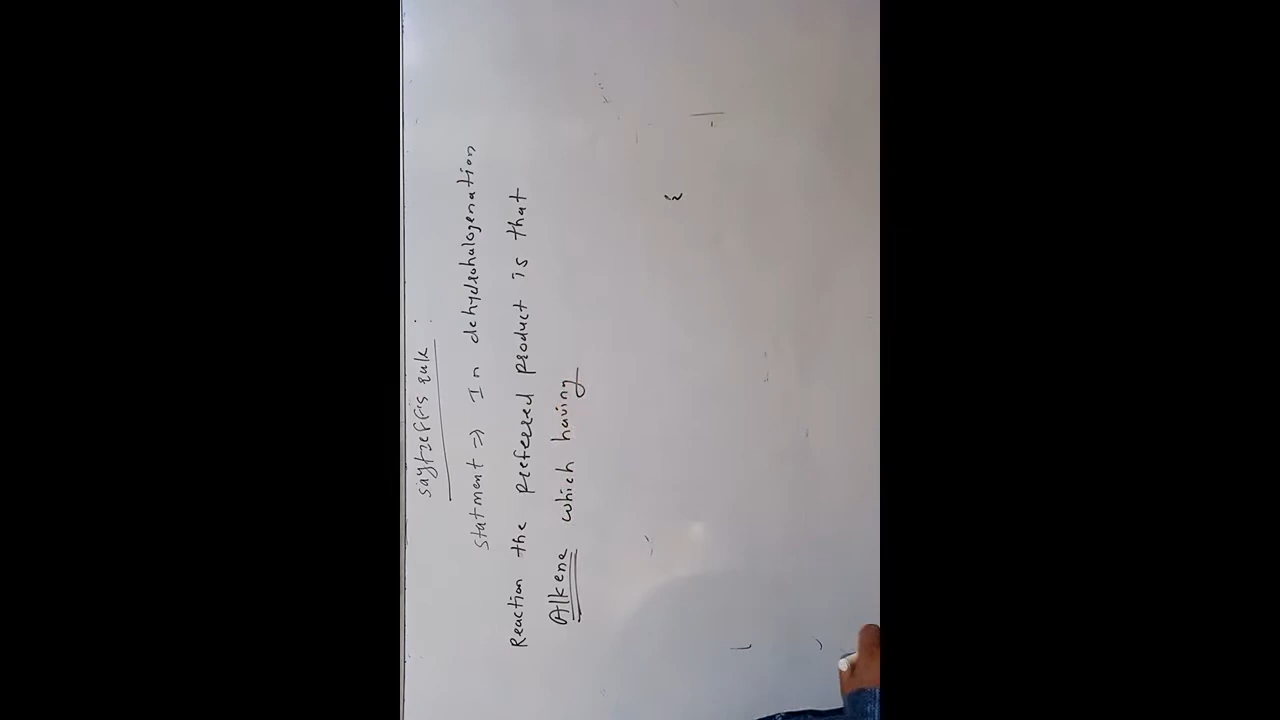 saytzeff's rule :
Statment ⇒ In dehydrohalogenation
Reaction the preferred product is that
Alkene which having